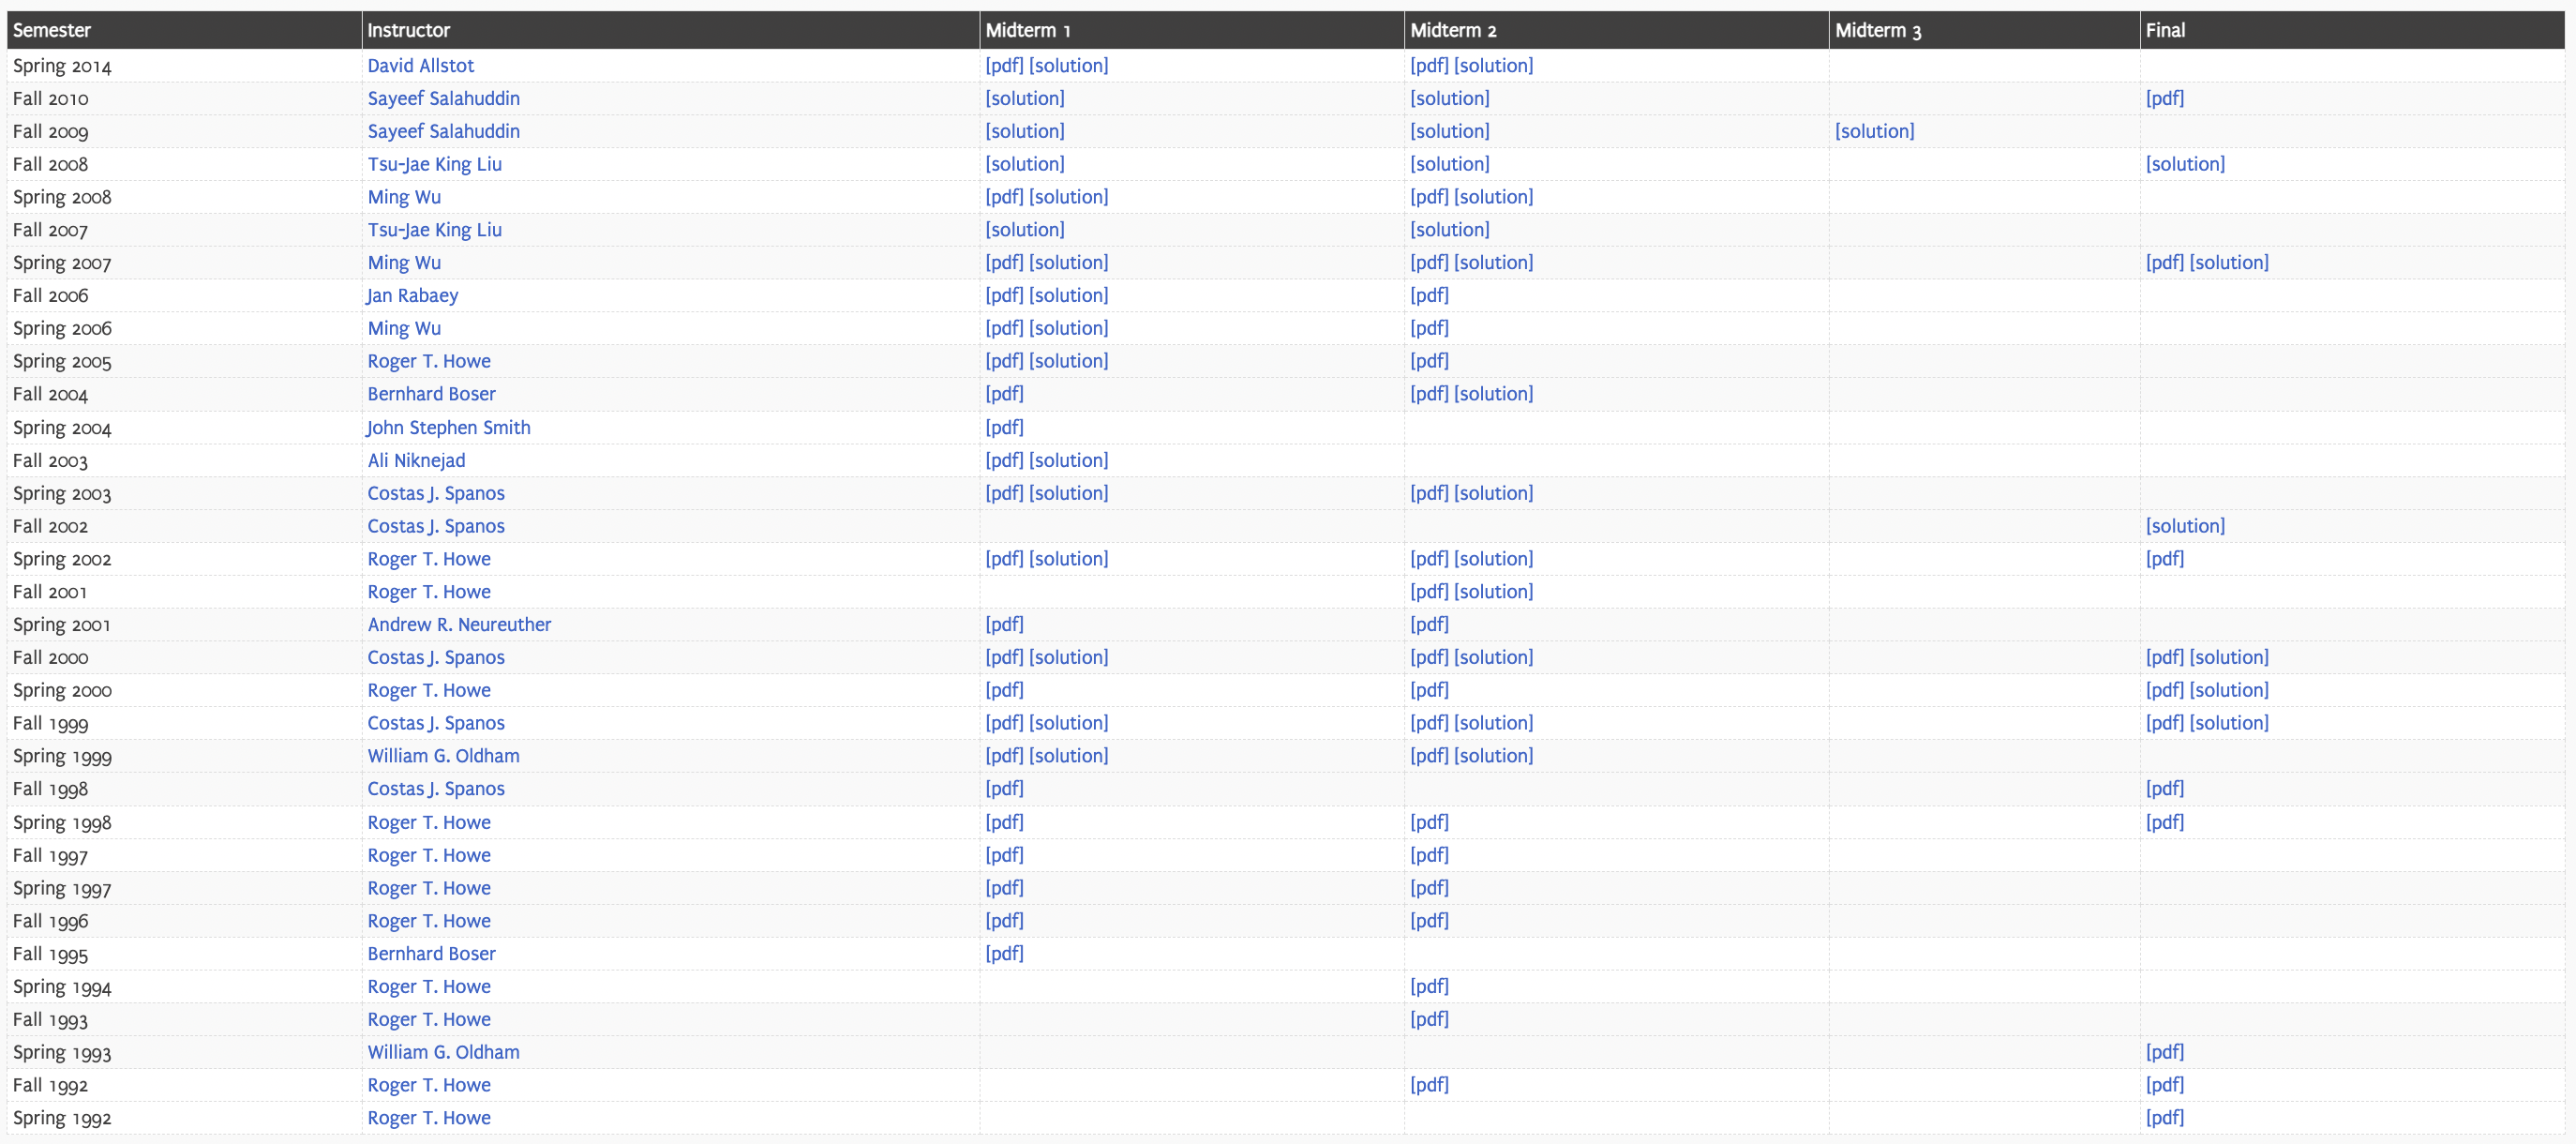 Semester Instructor Midterm 1 Midterm 2 Midterm 3 Final
Spring 2014 David Allstot [pdf] [solution] [pdf] [solution]
Fall 2010 Sayeef Salahuddin [solution] [solution] [pdf]
Fall 2009 Sayeef Salahuddin [solution] [solution] [solution]
Fall 2008 Tsu-Jae King Liu [solution] [solution] [solution]
Spring 2008 Ming Wu [pdf] [solution] [pdf] [solution]
Fall 2007 Tsu-Jae King Liu [solution] [solution]
Spring 2007 Ming Wu [pdf] [solution] [pdf] [solution] [pdf] [solution]
Fall 2006 Jan Rabaey [pdf] [solution] [pdf]
Spring 2006 Ming Wu [pdf] [solution] [pdf]
Spring 2005 Roger T. Howe [pdf] [solution] [pdf]
Fall 2004 Bernhard Boser [pdf] [pdf] [solution]
Spring 2004 John Stephen Smith [pdf]
Fall 2003 Ali Niknejad [pdf] [solution]
Spring 2003 Costas J. Spanos [pdf] [solution] [pdf] [solution]
Fall 2002 Costas J. Spanos [solution]
Spring 2002 Roger T. Howe [pdf] [solution] [pdf] [solution] [pdf]
Fall 2001 Roger T. Howe [pdf] [solution]
Spring 2001 Andrew R. Neureuther [pdf] [pdf]
Fall 2000 Costas J. Spanos [pdf] [solution] [pdf] [solution] [pdf] [solution]
Spring 2000 Roger T. Howe [pdf] [pdf] [pdf] [solution]
Fall 1999 Costas J. Spanos [pdf] [solution] [pdf] [solution] [pdf] [solution]
Spring 1999 William G. Oldham [pdf] [solution] [pdf] [solution]
Fall 1998 Costas J. Spanos [pdf] [pdf]
Spring 1998 Roger T. Howe [pdf] [pdf] [pdf]
Fall 1997 Roger T. Howe [pdf] [pdf]
Spring 1997 Roger T. Howe [pdf] [pdf]
Fall 1996 Roger T. Howe [pdf] [pdf]
Fall 1995 Bernhard Boser [pdf]
Spring 1994 Roger T. Howe [pdf]
Fall 1993 Roger T. Howe [pdf]
Spring 1993 William G. Oldham [pdf]
Fall 1992 Roger T. Howe [pdf] [pdf]
Spring 1992 Roger T. Howe [pdf]